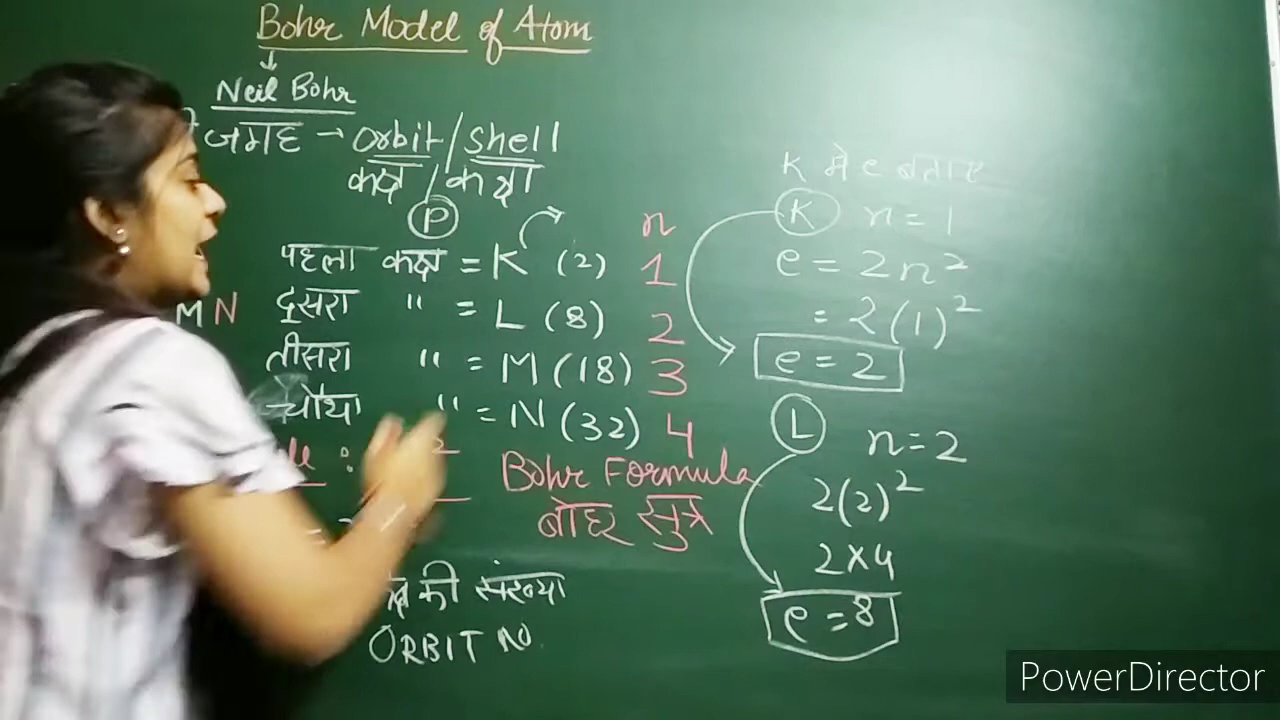 Bohr Model of Atom
↓
Neil Bohr
जगह → Orbit / Shell
कक्ष / कक्षा
P
n
पहला कक्ष = K (2) 1
M N दूसरा " = L (8) 2
तीसरा " = M (18) 3
चौथा " = N (32) 4
Bohr Formula
बोहर सुत्र
की संख्या
ORBIT NO.
K मे e बताए
K n = 1
e = 2n²
= 2(1)²
e = 2
L n = 2
2(2)²
2×4
e = 8
PowerDirector